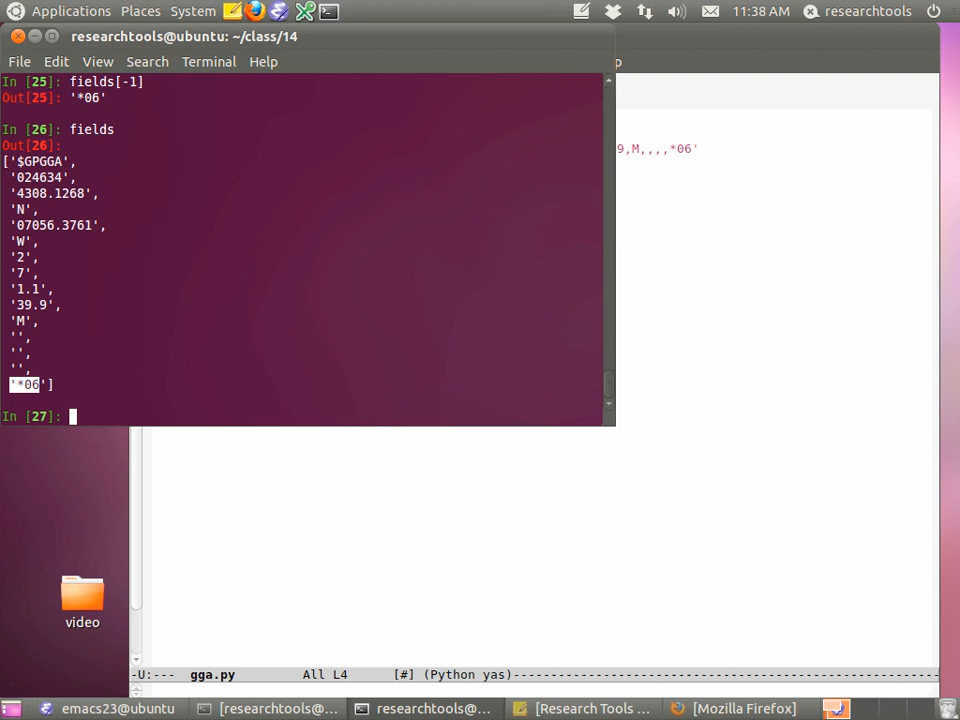 Applications Places System 11:38 AM researchtools
researchtools@ubuntu: ~/class/14
File Edit View Search Terminal Help
p
In [25]: fields[-1]
Out[25]: '*06'
In [26]: fields
Out[26]:
['$GPGGA',
'024634',
'4308.1268',
'N',
'07056.3761',
'W',
'2',
'7',
'1.1',
'39.9',
'M',
'',
'',
'',
'*06']
In [27]:
9,M,,,,*06'
video
-U:--- gga.py All L4 [#] (Python yas)--------------------------------------------------------
emacs23@ubuntu [researchtools@... researchtools@... [Research Tools ... [Mozilla Firefox]